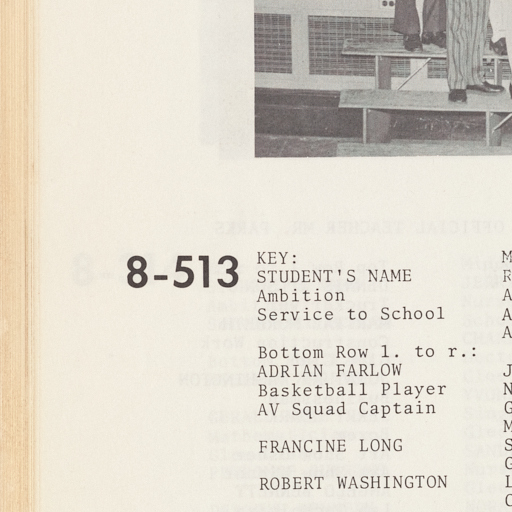 8-513
KEY:
STUDENT'S NAME
Ambition
Service to School
Bottom Row l. to r.:
ADRIAN FARLOW
Basketball Player
AV Squad Captain
FRANCINE LONG
ROBERT WASHINGTON